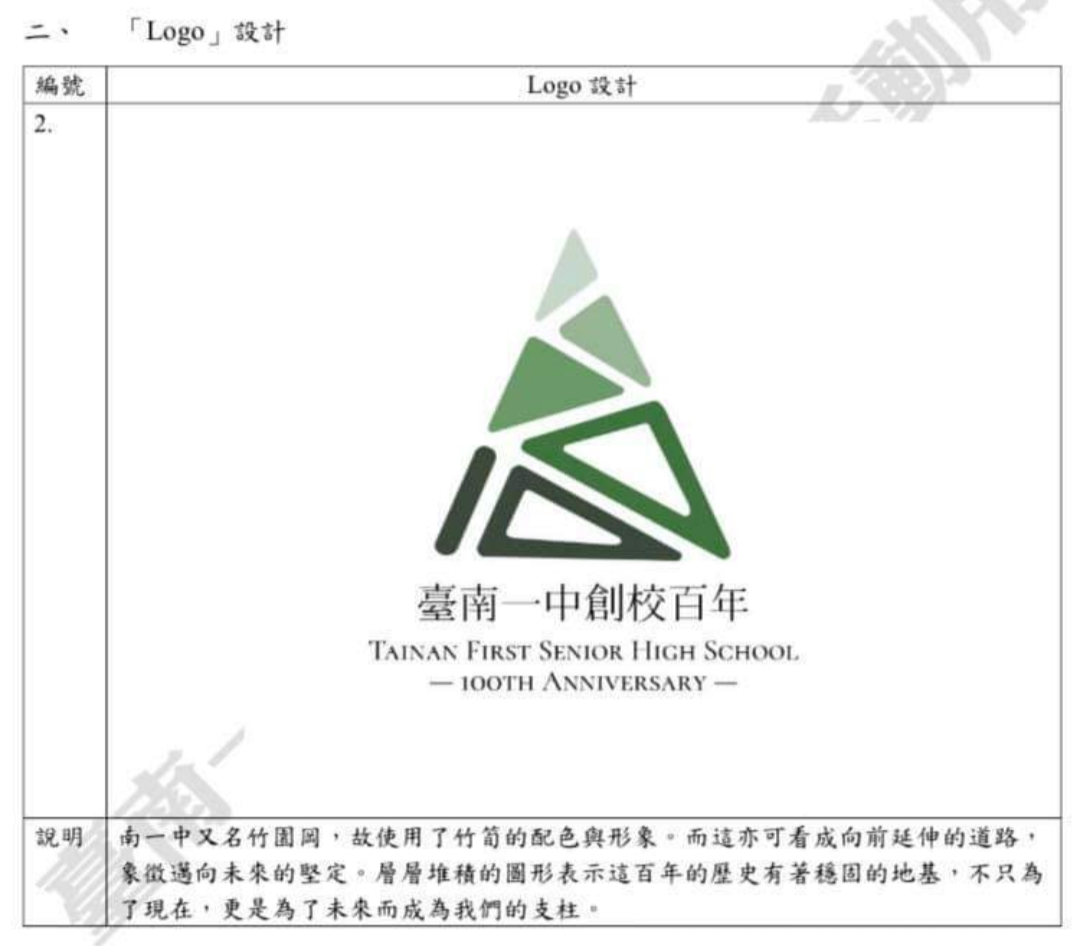 二、 「Logo」設計
編號 Logo 設計
2.
臺南一中創校百年
TAINAN FIRST SENIOR HIGH SCHOOL
— 100TH ANNIVERSARY —
說明 南一中又名竹園岡，故使用了竹筍的配色與形象。而這亦可看成向前延伸的道路，
象徵邁向未來的堅定。層層堆積的圖形表示這百年的歷史有著穩固的地基，不只為
了現在，更是為了未來而成為我們的支柱。
臺南一
動用